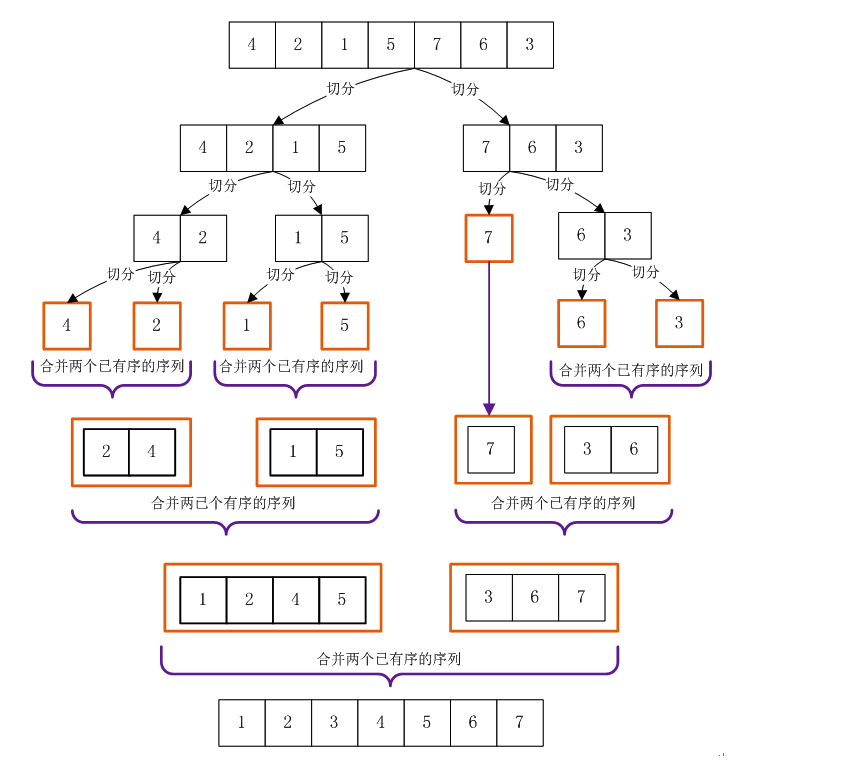 4 2 1 5 7 6 3
切分 切分
4 2 1 5 7 6 3
切分 切分 切分 切分
4 2 1 5 7 6 3
切分 切分 切分 切分 切分 切分
4 2 1 5 6 3
合并两个已有序的序列 合并两个已有序的序列 合并两个已有序的序列
2 4 1 5 7 3 6
合并两已个有序的序列 合并两个已有序的序列
1 2 4 5 3 6 7
合并两个已有序的序列
1 2 3 4 5 6 7